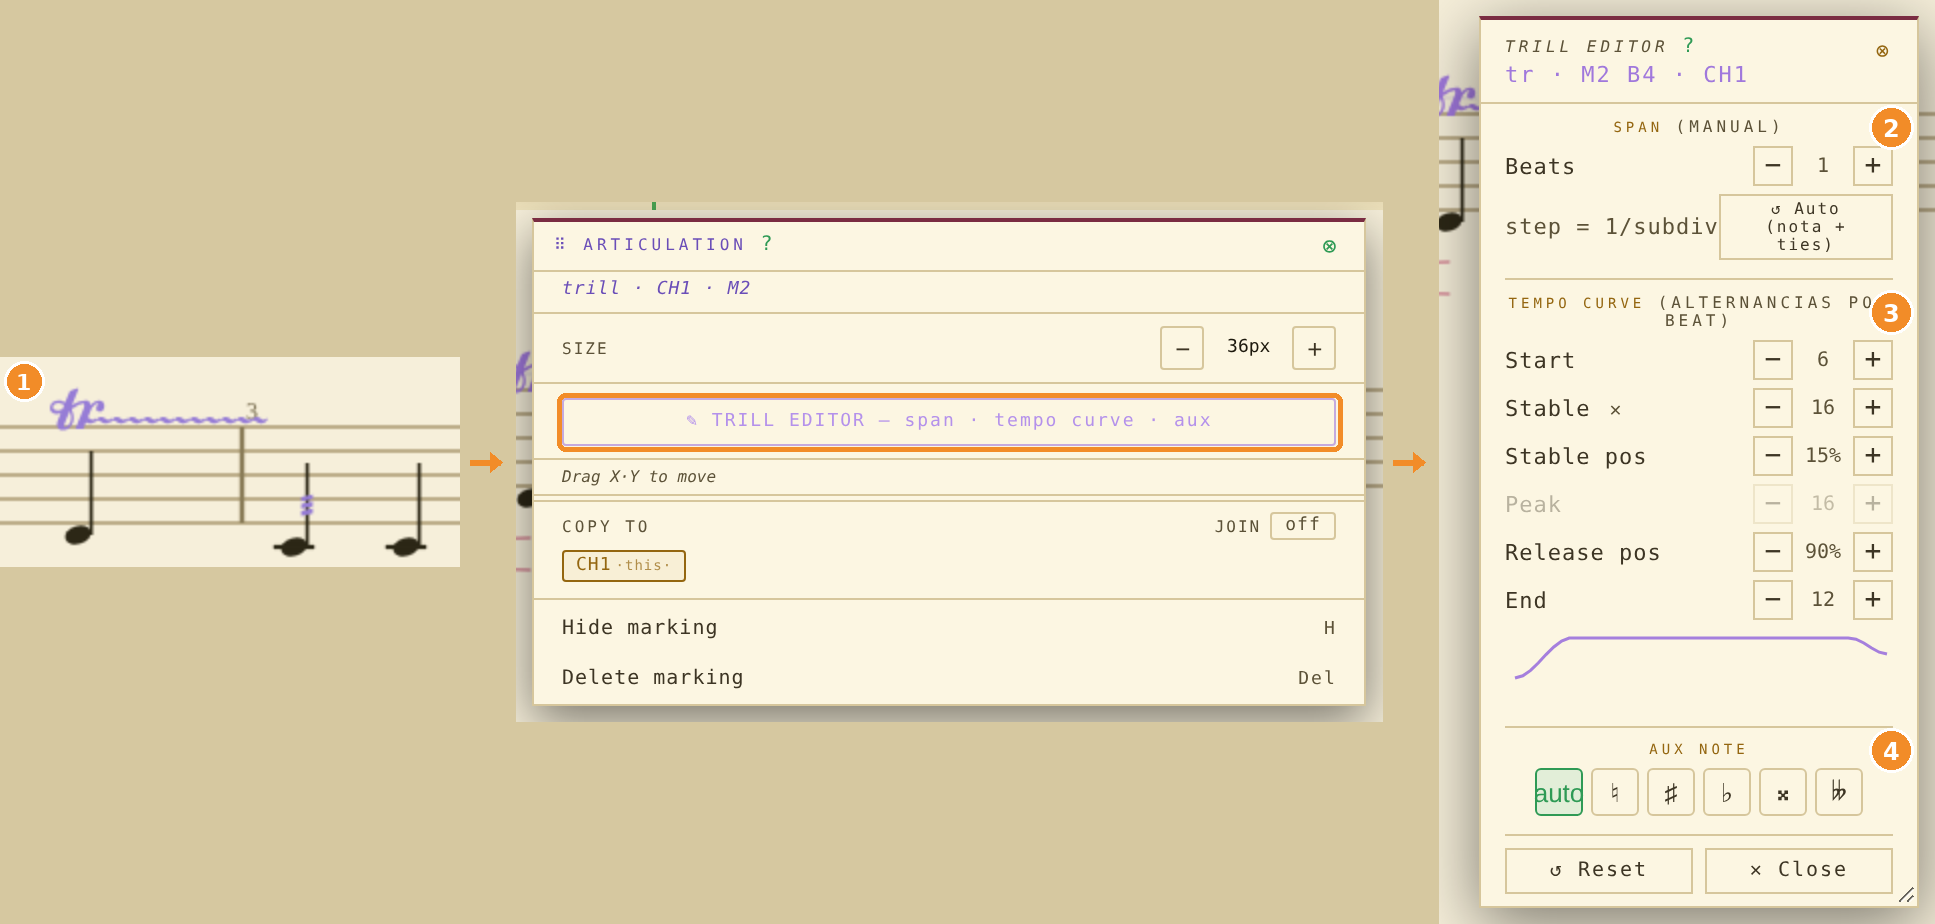 1
tr
3
⠿ ARTICULATION ?
⊗
trill · CH1 · M2
SIZE
− 36px +
✎ TRILL EDITOR — span · tempo curve · aux
Drag X·Y to move
COPY TO
JOIN off
CH1 ·this·
Hide marking H
Delete marking Del
TRILL EDITOR ?
⊗
tr · M2 B4 · CH1
SPAN (MANUAL)
2
Beats − 1 +
step = 1/subdiv
↺ Auto
(nota +
ties)
TEMPO CURVE (ALTERNANCIAS PO
BEAT)
3
Start − 6 +
Stable × − 16 +
Stable pos − 15% +
Peak − 16 +
Release pos − 90% +
End − 12 +
AUX NOTE
4
auto ♮ ♯ ♭ 𝄪 𝄫
↺ Reset × Close